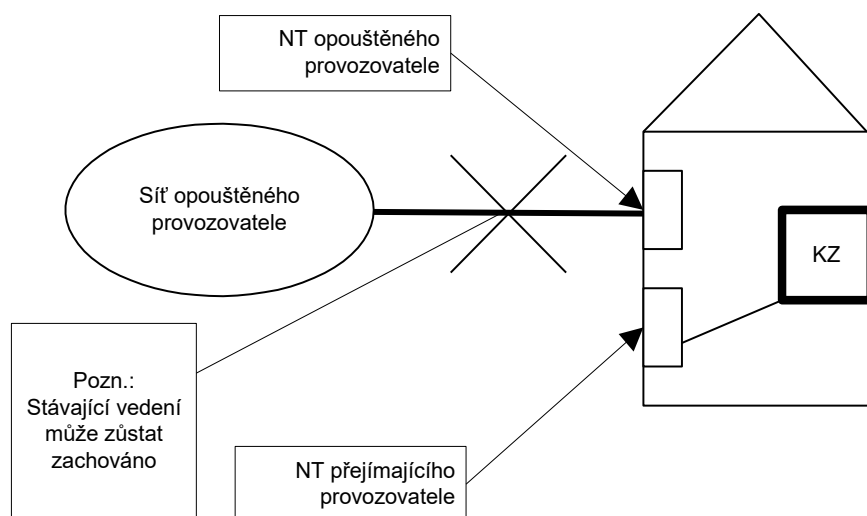 NT opouštěného
provozovatele
Síť opouštěného
provozovatele
KZ
Pozn.:
Stávající vedení
může zůstat
zachováno
NT přejímajícího
provozovatele